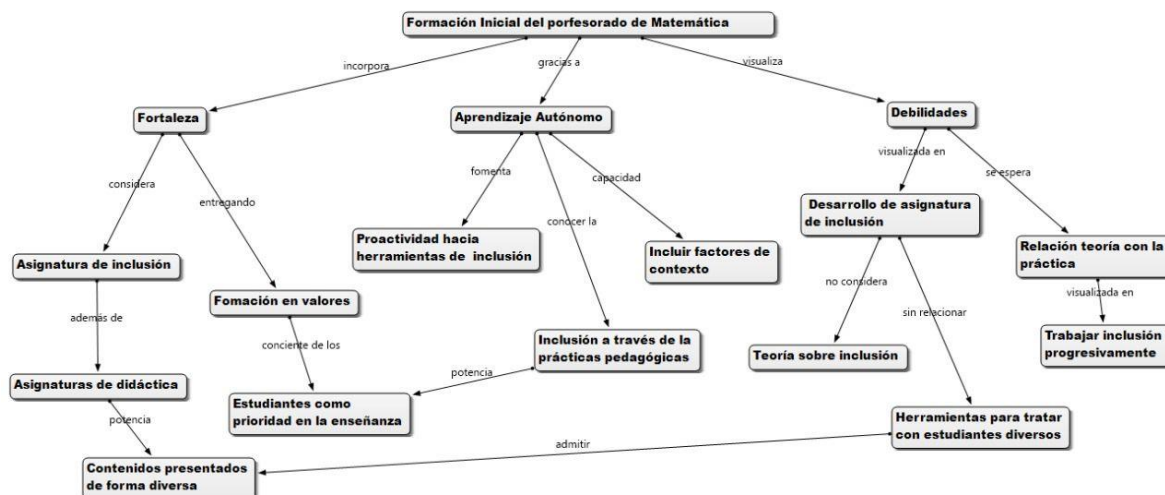 Formación Inicial del porfesorado de Matemática
incorpora
gracias a
visualiza
Fortaleza
Aprendizaje Autónomo
Debilidades
considera
entregando
fomenta
conocer la
capacidad
visualizada en
se espera
Asignatura de inclusión
Proactividad hacia
herramientas de inclusión
Incluir factores de
contexto
Desarrollo de asignatura
de inclusión
Relación teoría con la
práctica
además de
Fomación en valores
no considera
sin relacionar
visualizada en
conciente de los
Inclusión a través de la
prácticas pedagógicas
Teoría sobre inclusión
Trabajar inclusión
progresivamente
Asignaturas de didáctica
potencia
potencia
Estudiantes como
prioridad en la enseñanza
Herramientas para tratar
con estudiantes diversos
admitir
Contenidos presentados
de forma diversa